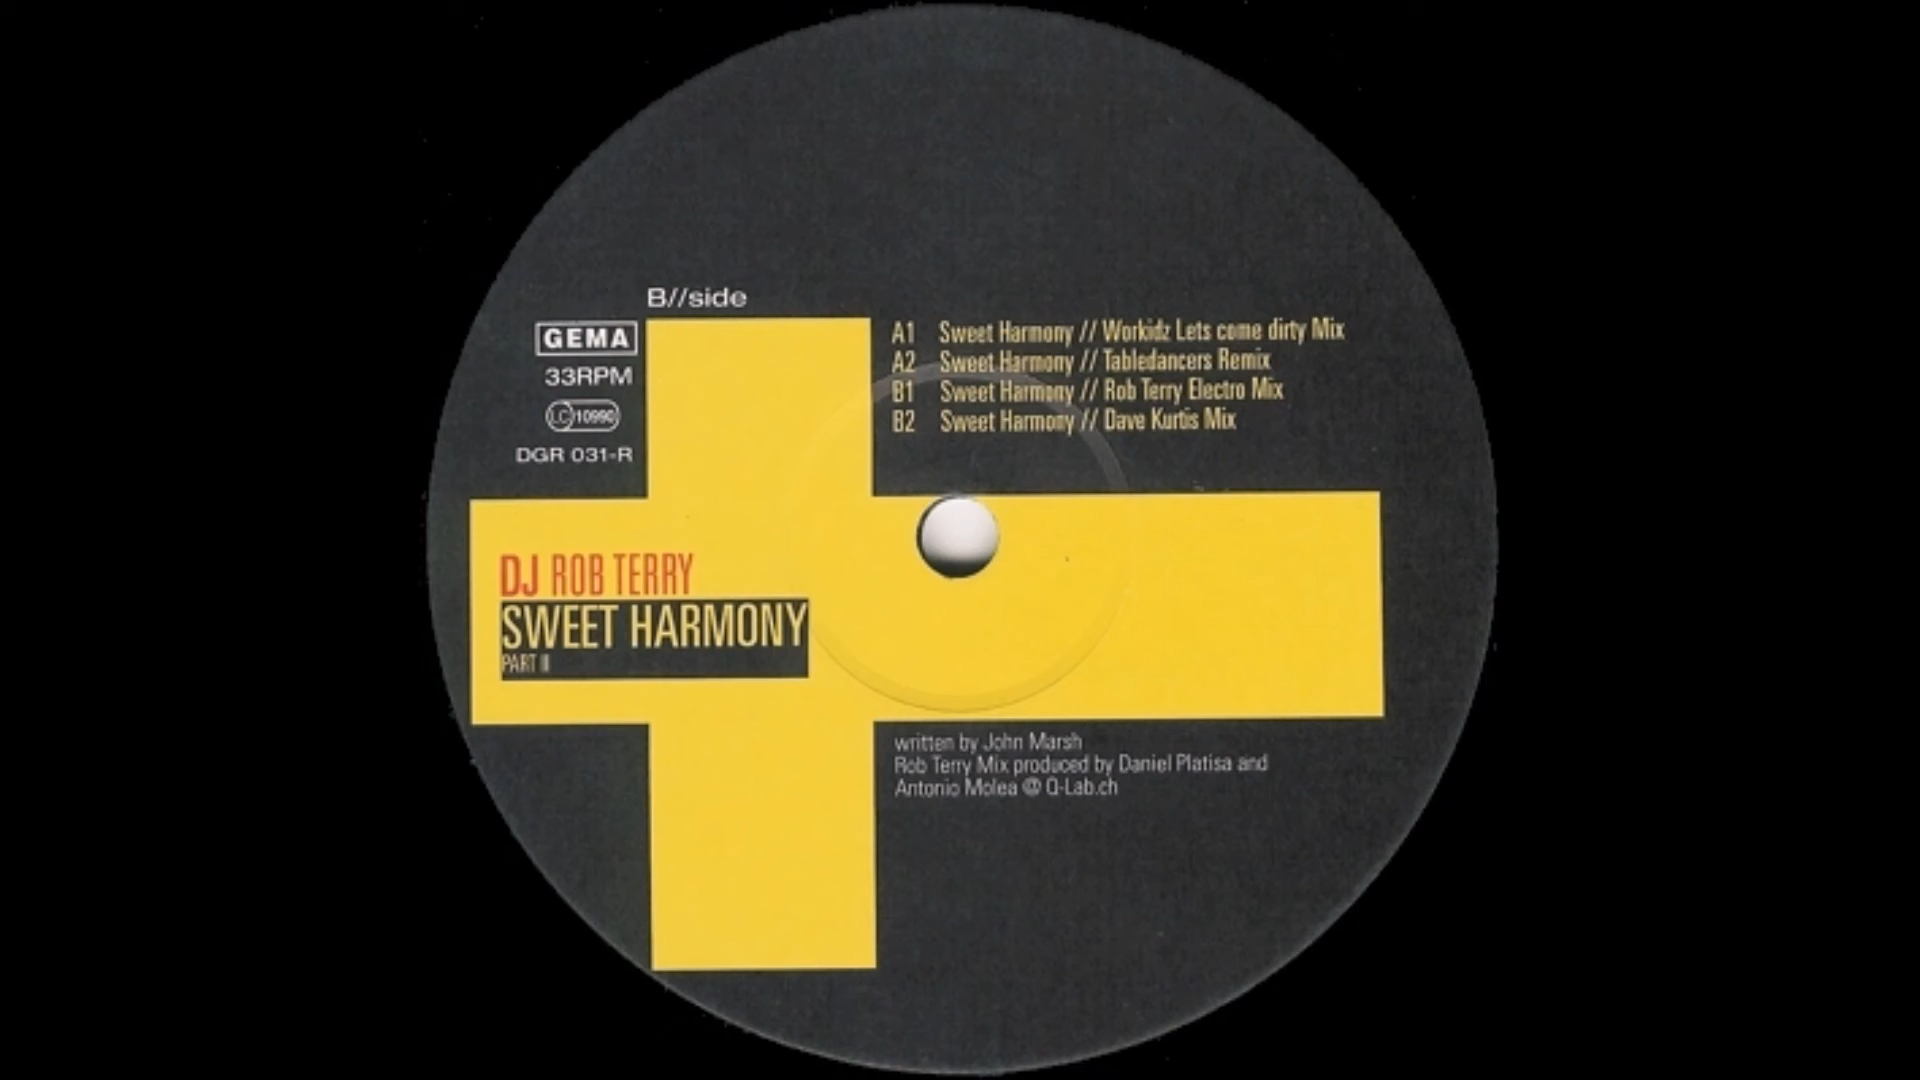 B//side
GEMA
33RPM
LC 10990
DGR 031-R
A1 Sweet Harmony // Workidz Lets come dirty Mix
A2 Sweet Harmony // Tabledancers Remix
B1 Sweet Harmony // Rob Terry Electro Mix
B2 Sweet Harmony // Dave Kurtis Mix
DJ ROB TERRY
SWEET HARMONY
PART II
written by John Marsh
Rob Terry Mix produced by Daniel Platisa and
Antonio Molea @ Q-Lab.ch